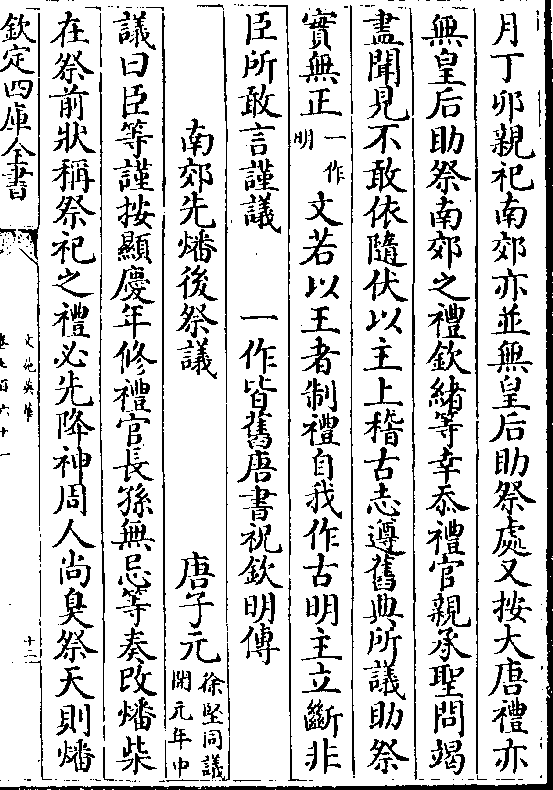 月丁卯親祀南郊亦並無皇后助祭處又按大唐禮亦
無皇后助祭南郊之禮欽緒等幸忝禮官親承聖問竭
盡聞見不敢依隨伏以主上稽古志遵舊典所議助祭
實無正一作明文若以王者制禮自我作古明主立斷非
臣所敢言謹議　一作皆舊唐書祝欽明傳
南郊先燔後祭議　唐子元徐堅同議開元年中
議曰臣等謹按顯慶年修禮官長孫無忌等奏改燔柴
在祭前狀稱祭祀之禮必先降神周人尚臭祭天則燔
欽定四庫全書
文苑英華
卷七百六十一
十二